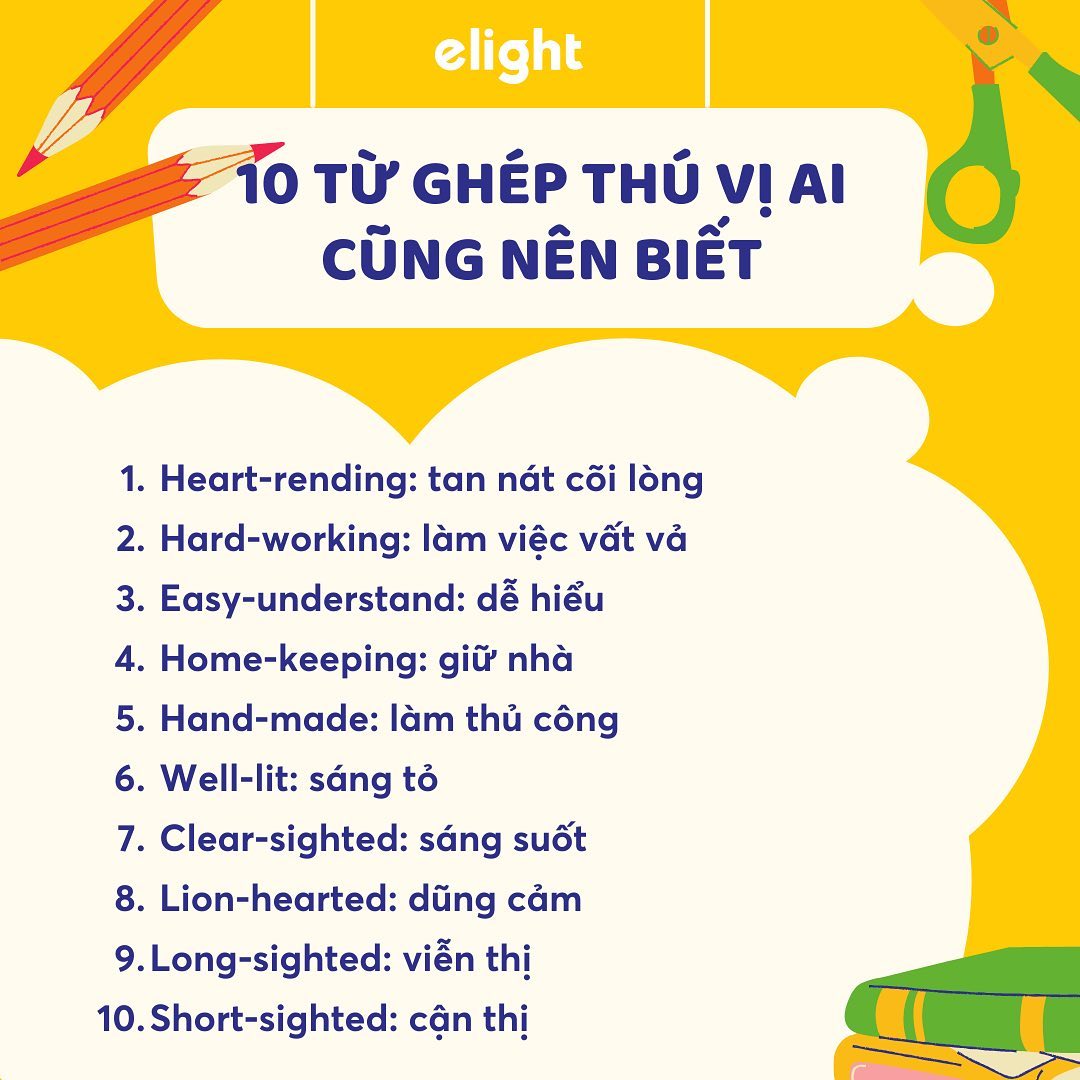 elight
10 TỪ GHÉP THÚ VỊ AI
CŨNG NÊN BIẾT
1. Heart-rending: tan nát cõi lòng
2. Hard-working: làm việc vất vả
3. Easy-understand: dễ hiểu
4. Home-keeping: giữ nhà
5. Hand-made: làm thủ công
6. Well-lit: sáng tỏ
7. Clear-sighted: sáng suốt
8. Lion-hearted: dũng cảm
9. Long-sighted: viễn thị
10. Short-sighted: cận thị